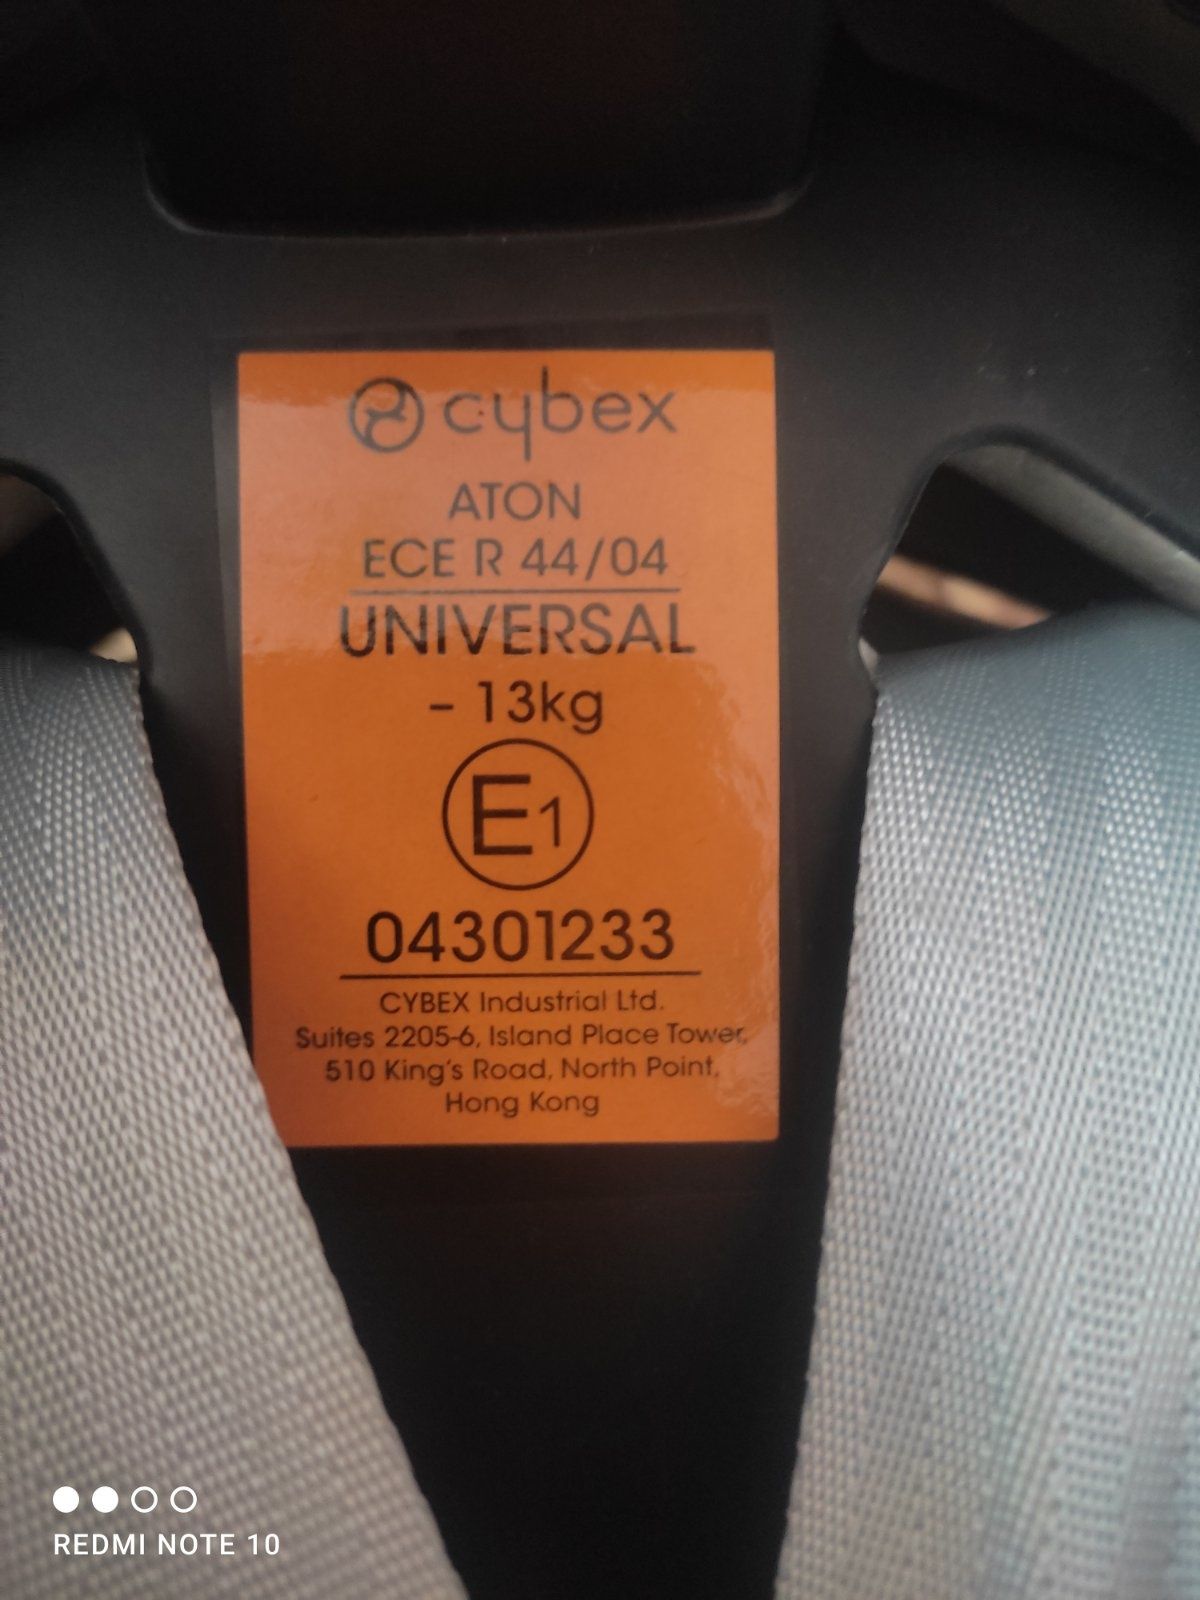 cybex
ATON
ECE R 44/04
UNIVERSAL
- 13kg
E1
04301233
CYBEX Industrial Ltd.
Suites 2205-6, Island Place Tower,
510 King's Road, North Point,
Hong Kong
REDMI NOTE 10